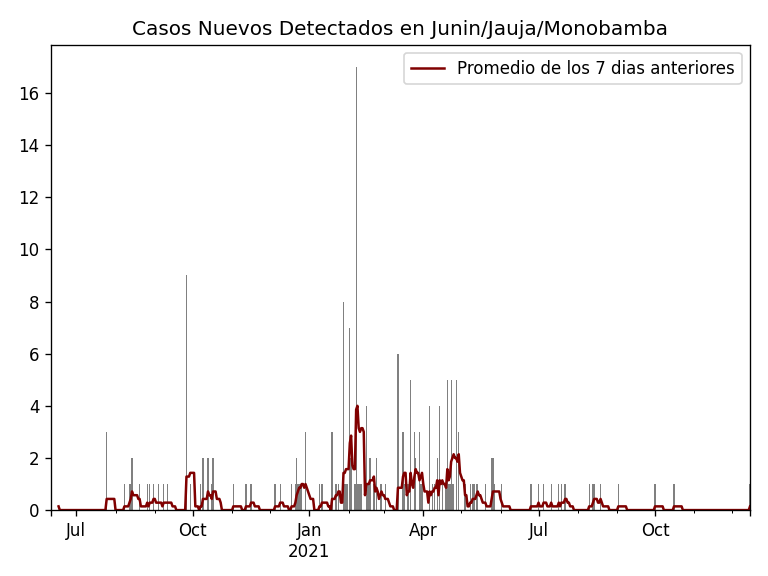 Casos Nuevos Detectados en Junin/Jauja/Monobamba
Promedio de los 7 dias anteriores
16
14
12
10
8
6
4
2
0
Jul
Oct
Jan
2021
Apr
Jul
Oct